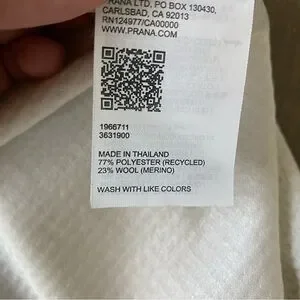 PRANA LTD, PO BOX 130430,
CARLSBAD, CA 92013
RN124977/CA00000
WWW.PRANA.COM
1966711
3631900
MADE IN THAILAND
77% POLYESTER (RECYCLED)
23% WOOL (MERINO)
WASH WITH LIKE COLORS